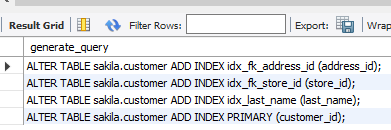 Result Grid Filter Rows: Export: Wrap
generate_query
ALTER TABLE sakila.customer ADD INDEX idx_fk_address_id (address_id);
ALTER TABLE sakila.customer ADD INDEX idx_fk_store_id (store_id);
ALTER TABLE sakila.customer ADD INDEX idx_last_name (last_name);
ALTER TABLE sakila.customer ADD INDEX PRIMARY (customer_id);